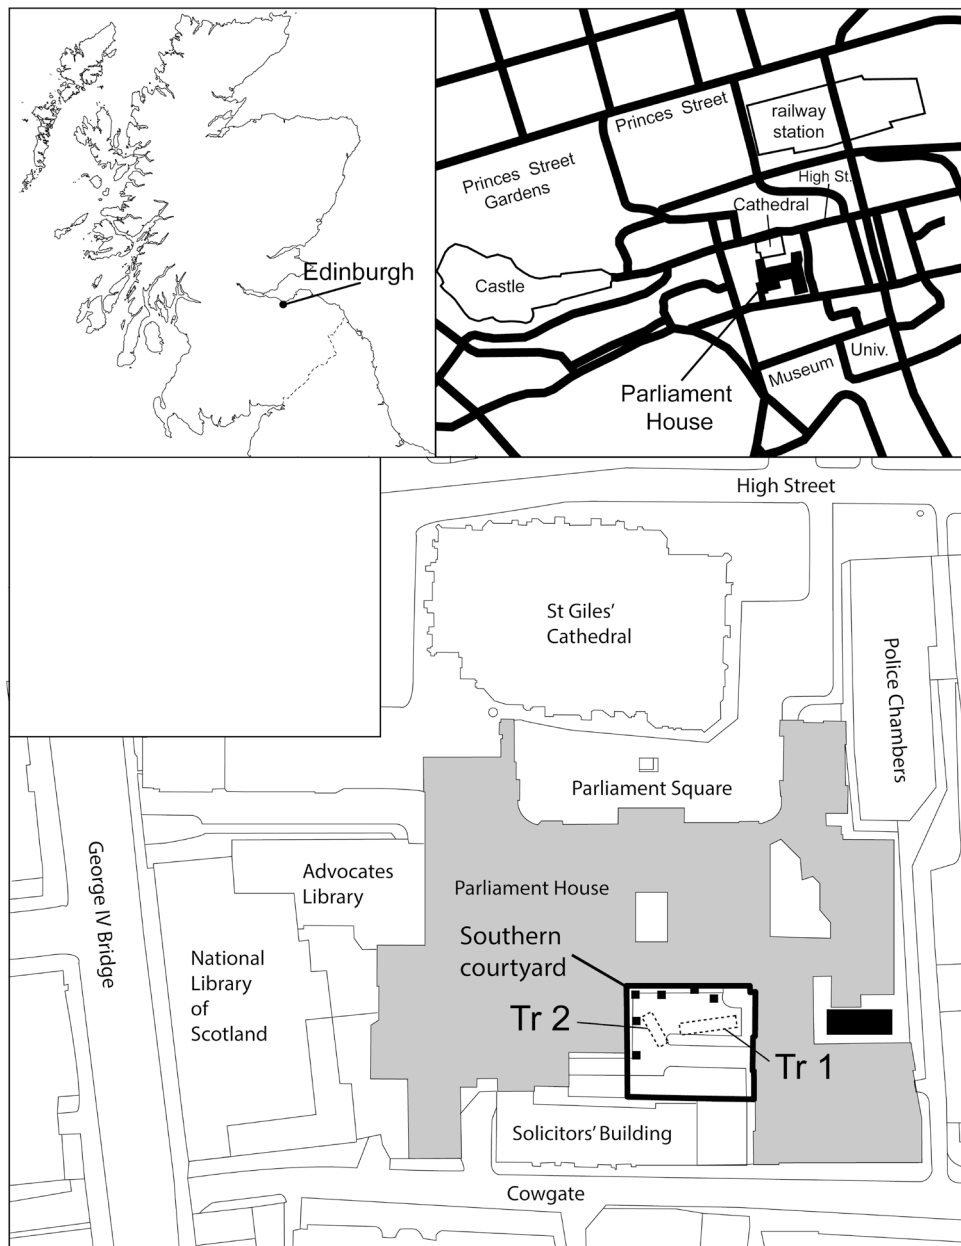 Edinburgh
Princes Street
railway
station
Princes Street
Gardens
High St.
Cathedral
Castle
Univ.
Museum
Parliament
House
High Street
St Giles'
Cathedral
Police Chambers
Parliament Square
George IV Bridge
Advocates
Library
Parliament House
Southern
courtyard
National
Library
of
Scotland
Tr 2
Tr 1
Solicitors' Building
Cowgate